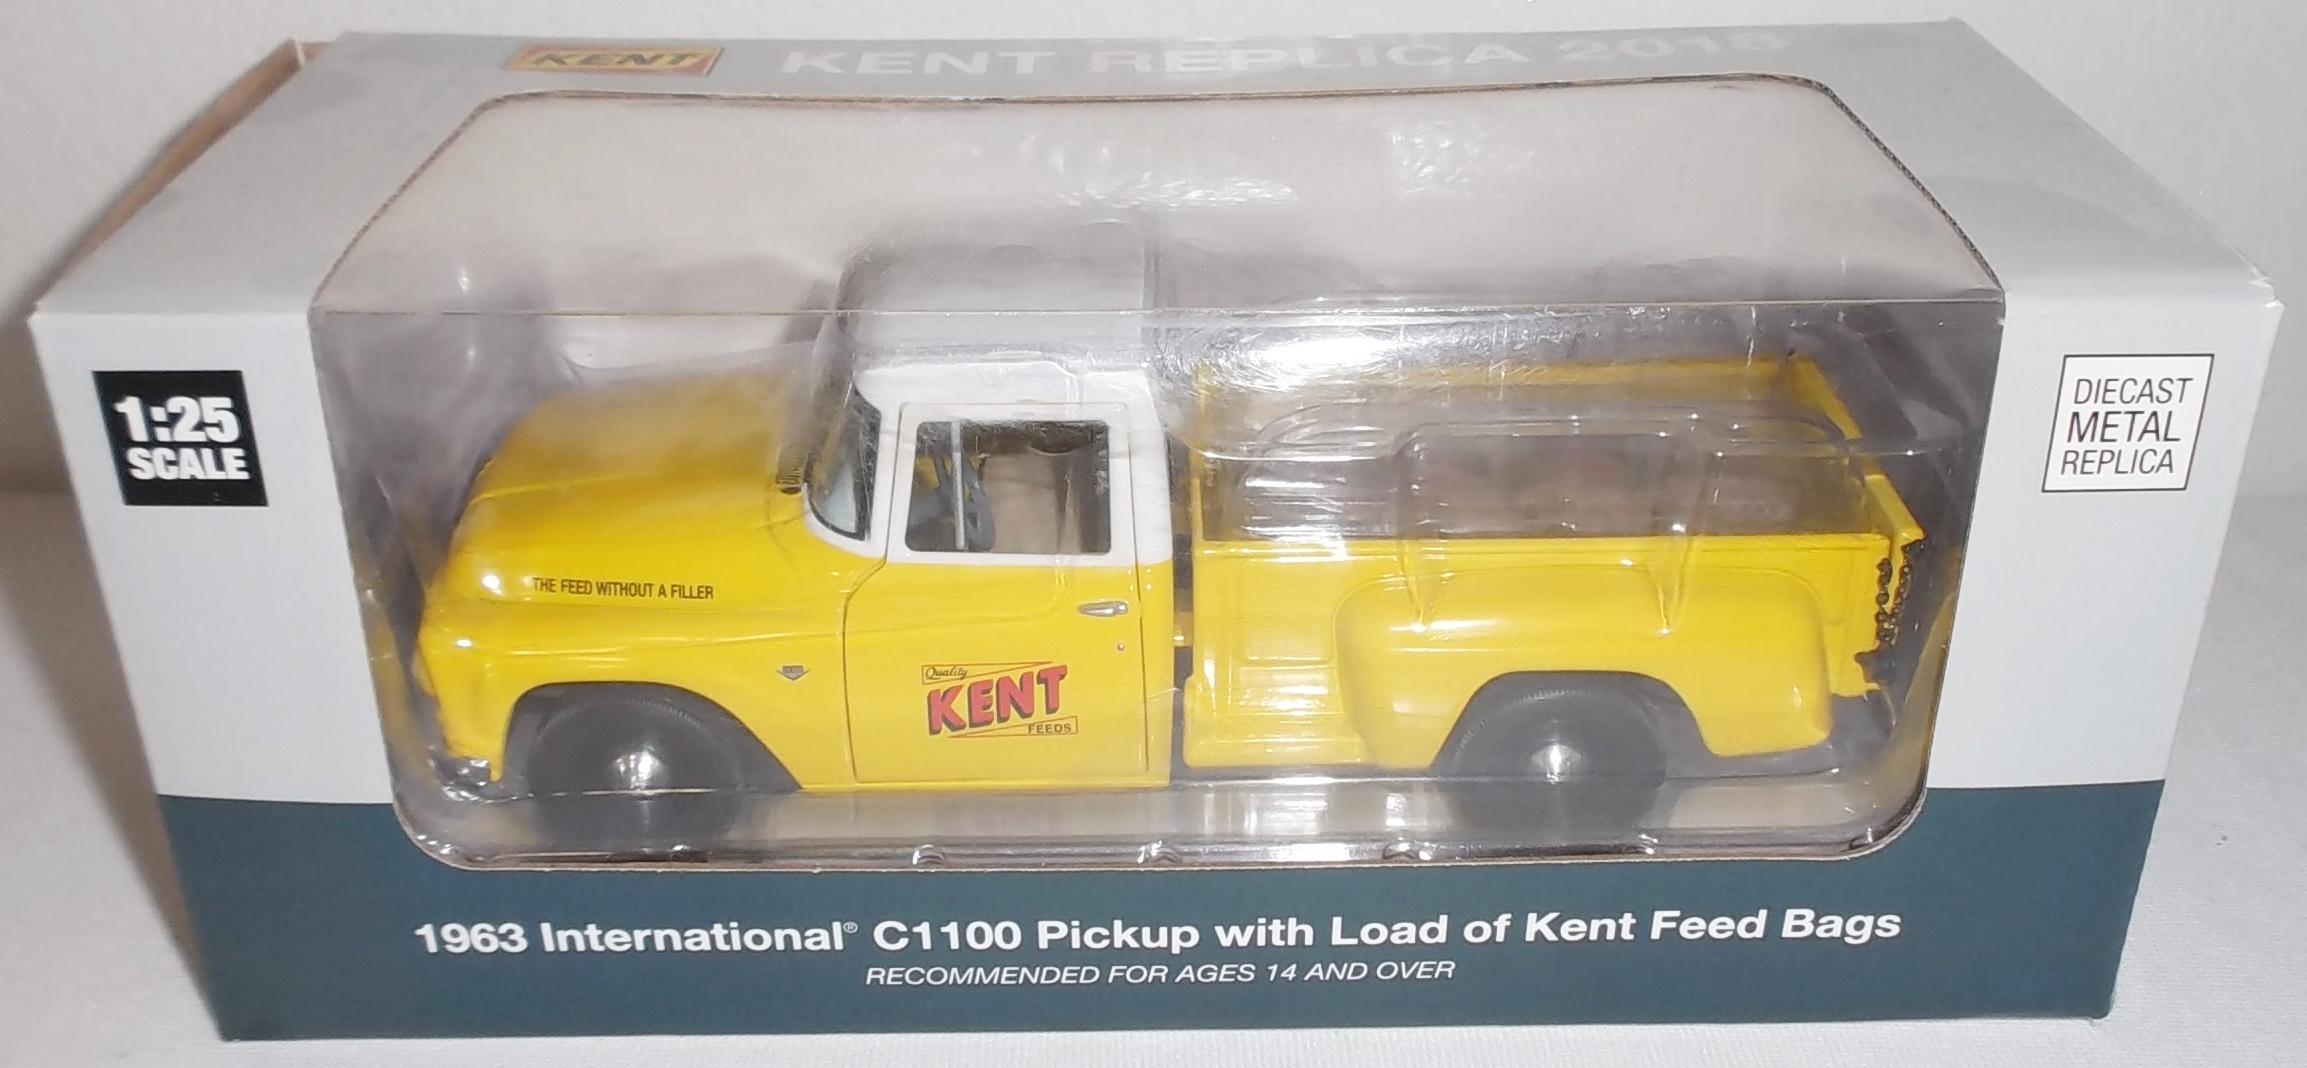 KENT
KENT REPLICA 2018
1:25
SCALE
DIECAST
METAL
REPLICA
THE FEED WITHOUT A FILLER
Quality
KENT
FEEDS
1963 International® C1100 Pickup with Load of Kent Feed Bags
RECOMMENDED FOR AGES 14 AND OVER